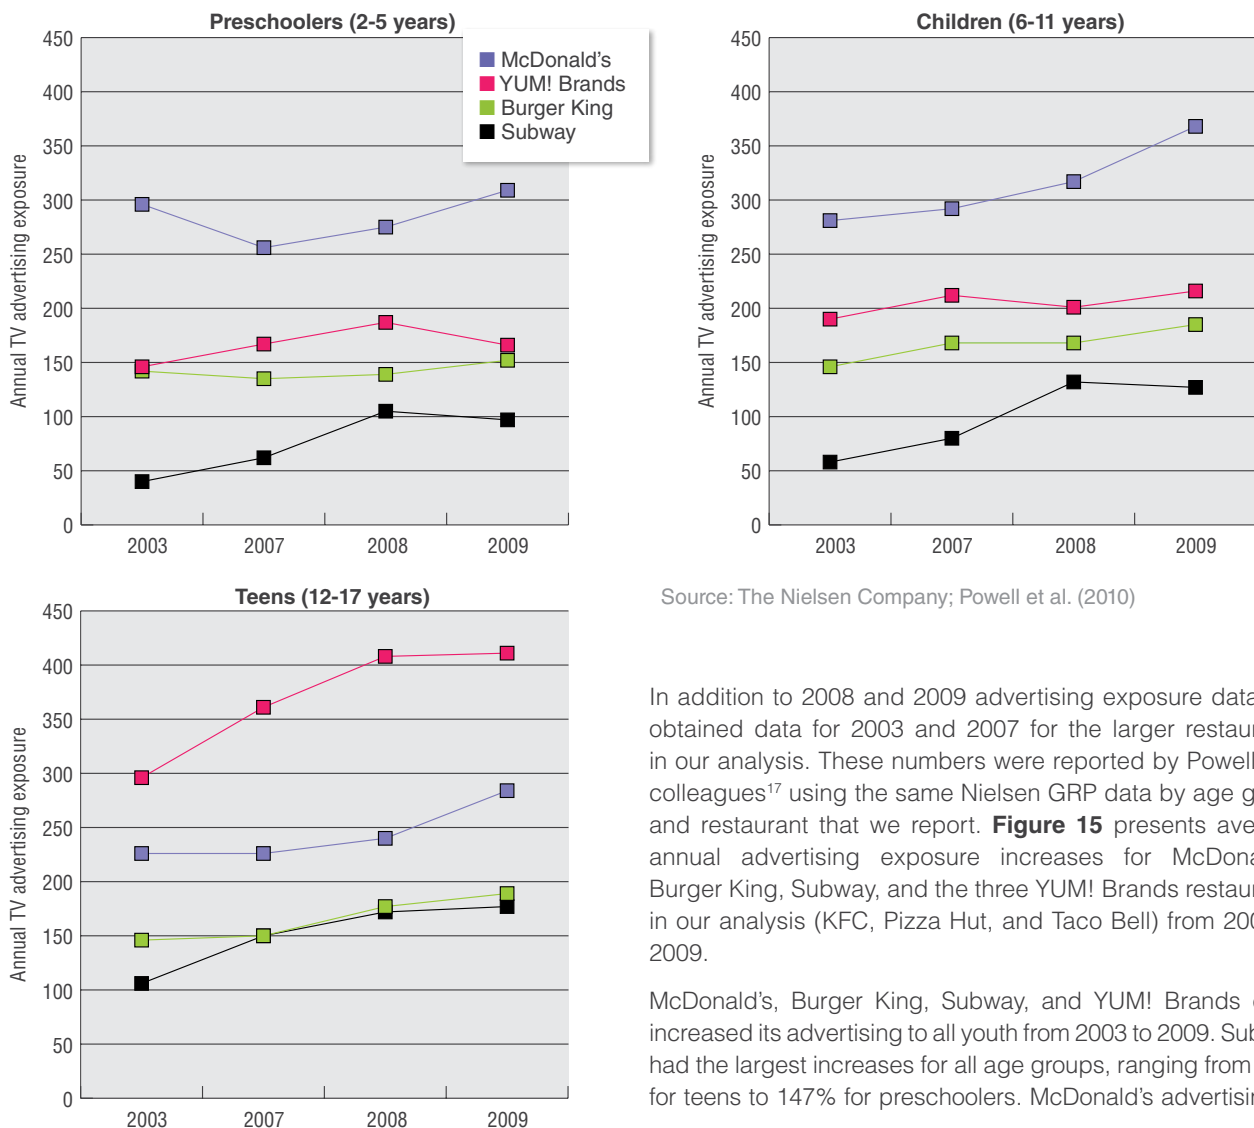 Preschoolers (2-5 years)
450
400
350
300
250
200
150
100
50
0
Annual TV advertising exposure
McDonald's
YUM! Brands
Burger King
Subway
2003 2007 2008 2009
Children (6-11 years)
450
400
350
300
250
200
150
100
50
0
Annual TV advertising exposure
2003 2007 2008 2009
Teens (12-17 years)
450
400
350
300
250
200
150
100
50
0
Annual TV advertising exposure
2003 2007 2008 2009
Source: The Nielsen Company; Powell et al. (2010)
In addition to 2008 and 2009 advertising exposure data
obtained data for 2003 and 2007 for the larger
in our analysis. These numbers were reported by Powell
colleagues17 using the same Nielsen GRP data by age
and restaurant that we report. Figure 15 presents
annual advertising exposure increases for
Burger King, Subway, and the three YUM! Brands
in our analysis (KFC, Pizza Hut, and Taco Bell) from
2009.
McDonald's, Burger King, Subway, and YUM! Brands
increased its advertising to all youth from 2003 to 2009.
had the largest increases for all age groups, ranging from
for teens to 147% for preschoolers. McDonald's